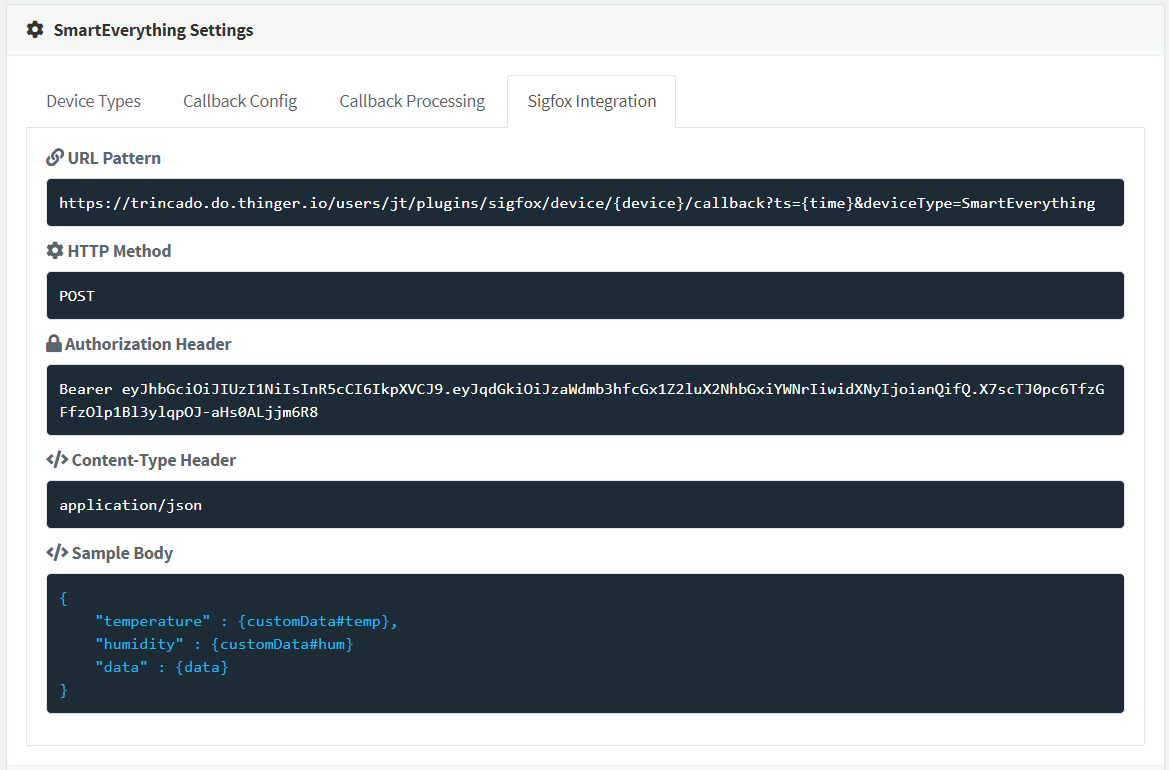 SmartEverything Settings
Device Types Callback Config Callback Processing Sigfox Integration
URL Pattern
https://trincado.do.thinger.io/users/jt/plugins/sigfox/device/{device}/callback?ts={time}&deviceType=SmartEverything
HTTP Method
POST
Authorization Header
Bearer eyJhbGciOiJIUzI1NiIsInR5cCI6IkpXVCJ9.eyJqdGkiOiJzaWdmb3hfcGx1Z2luX2NhbGxiYWNrIiwidXNyIjoianQifQ.X7scTJ0pc6TfzG
FfzOlp1Bl3ylqpOJ-aHs0ALjjm6R8
Content-Type Header
application/json
Sample Body
{
    "temperature" : {customData#temp},
    "humidity" : {customData#hum}
    "data" : {data}
}